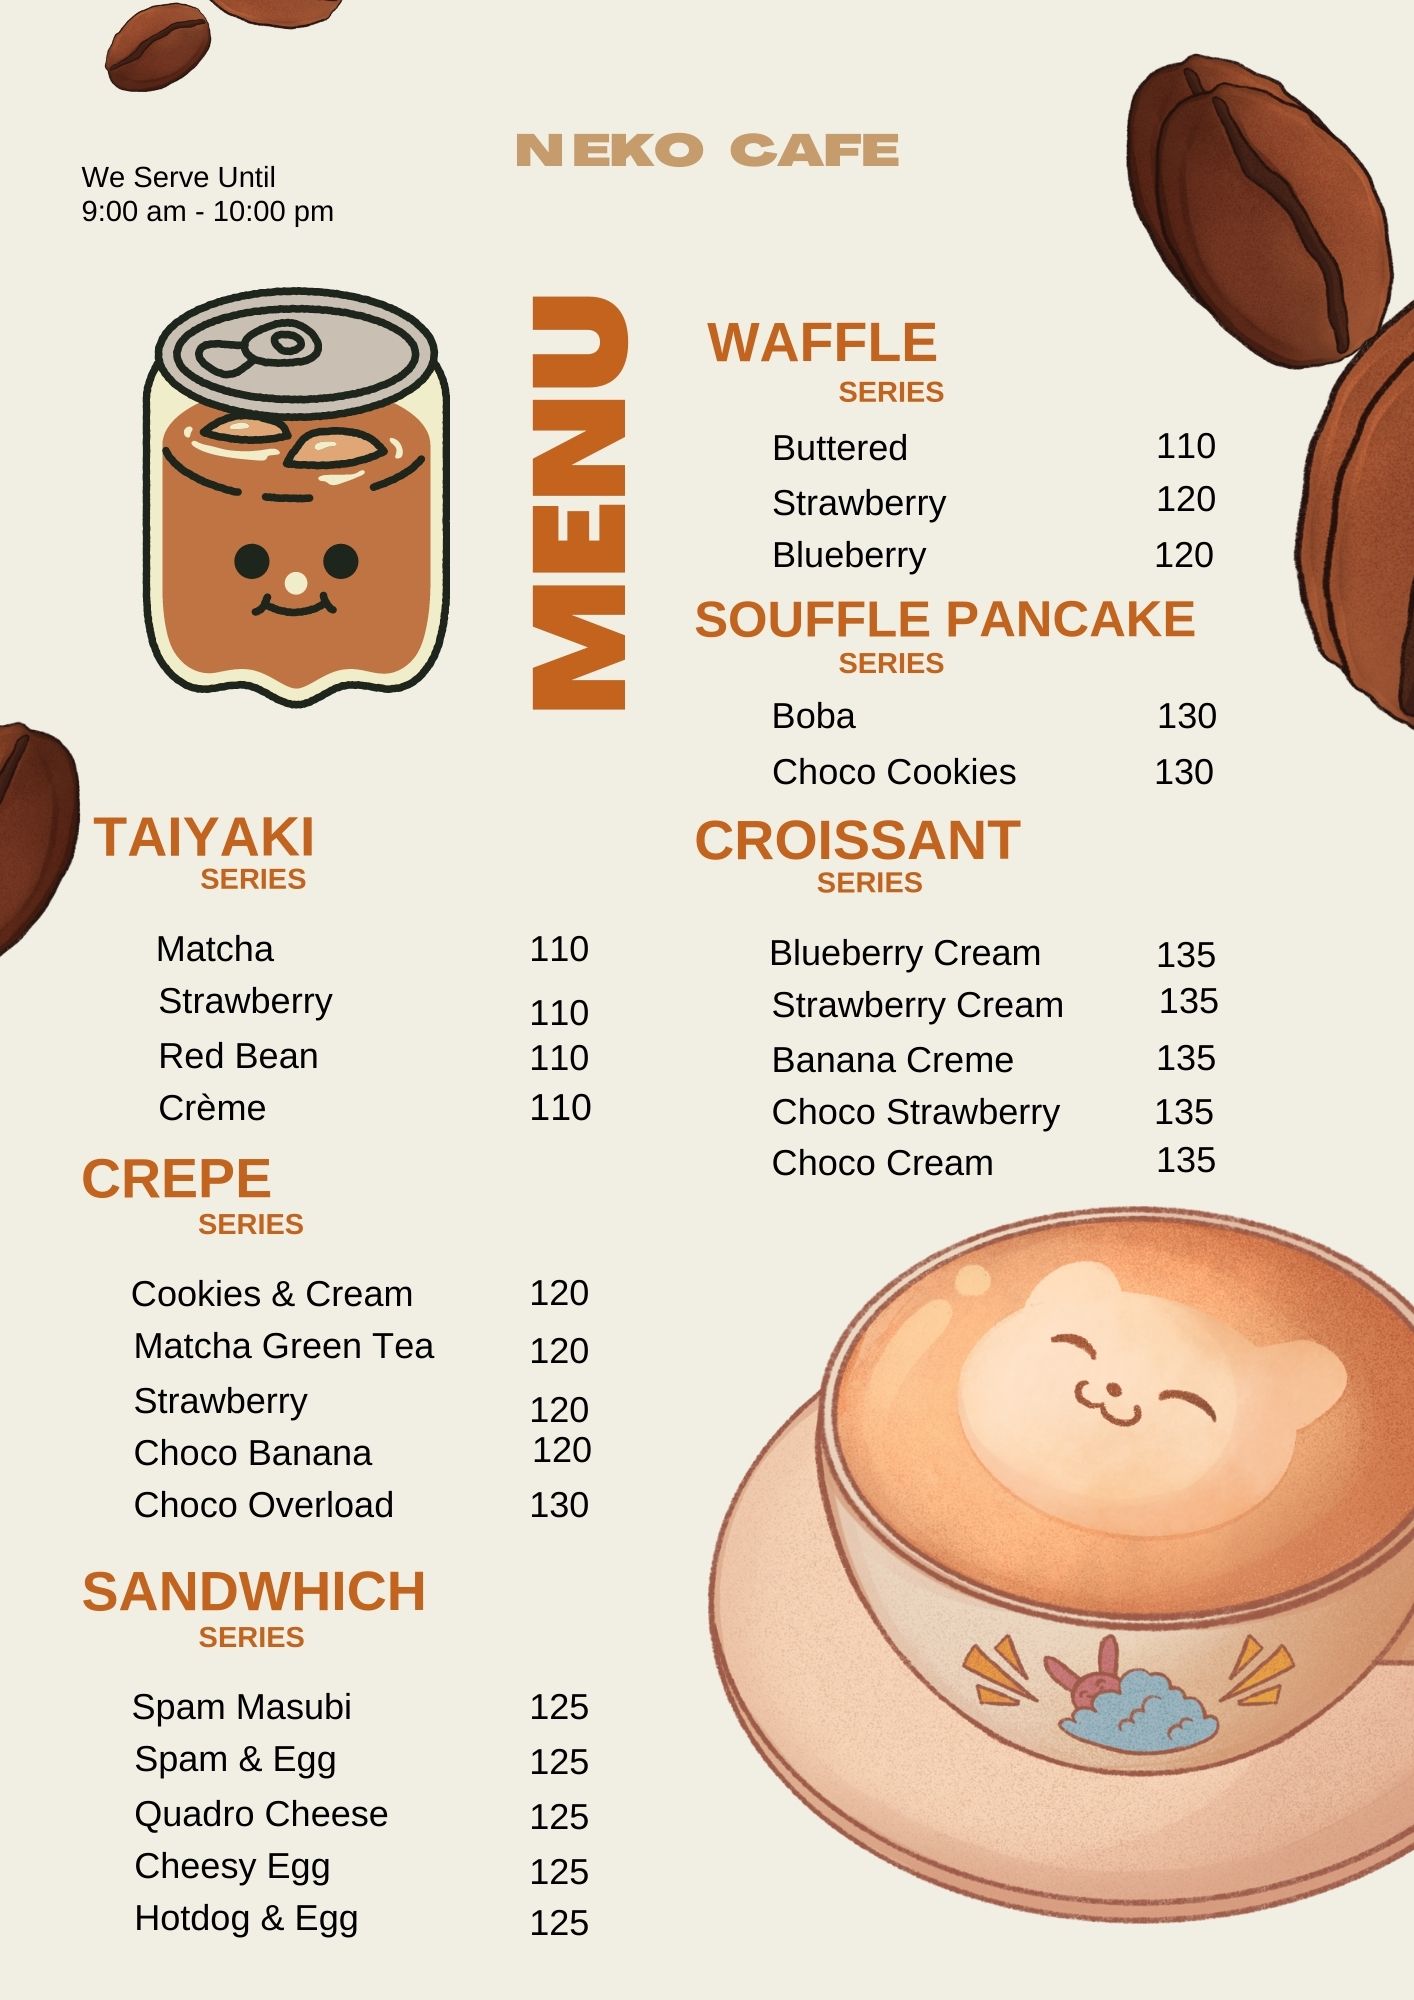 NEKO CAFE
We Serve Until
9:00 am - 10:00 pm
MENU
WAFFLE
SERIES
Buttered 110
Strawberry 120
Blueberry 120
SOUFFLE PANCAKE
SERIES
Boba 130
Choco Cookies 130
TAIYAKI
SERIES
Matcha 110
Strawberry 110
Red Bean 110
Crème 110
CREPE
SERIES
Cookies & Cream 120
Matcha Green Tea 120
Strawberry 120
Choco Banana 120
Choco Overload 130
SANDWHICH
SERIES
Spam Masubi 125
Spam & Egg 125
Quadro Cheese 125
Cheesy Egg 125
Hotdog & Egg 125
CROISSANT
SERIES
Blueberry Cream 135
Strawberry Cream 135
Banana Creme 135
Choco Strawberry 135
Choco Cream 135